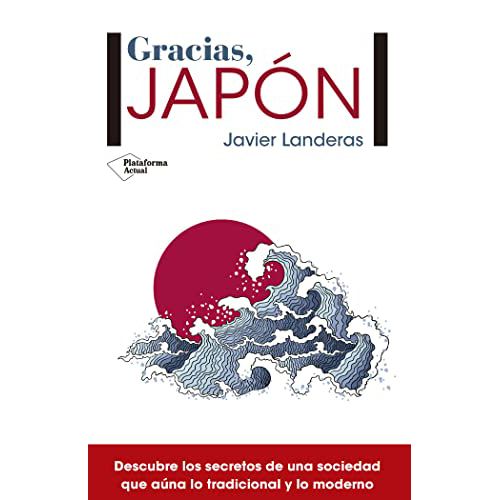 Gracias,
JAPÓN
Javier Landeras
Plataforma
Actual
Descubre los secretos de una sociedad
que aúna lo tradicional y lo moderno